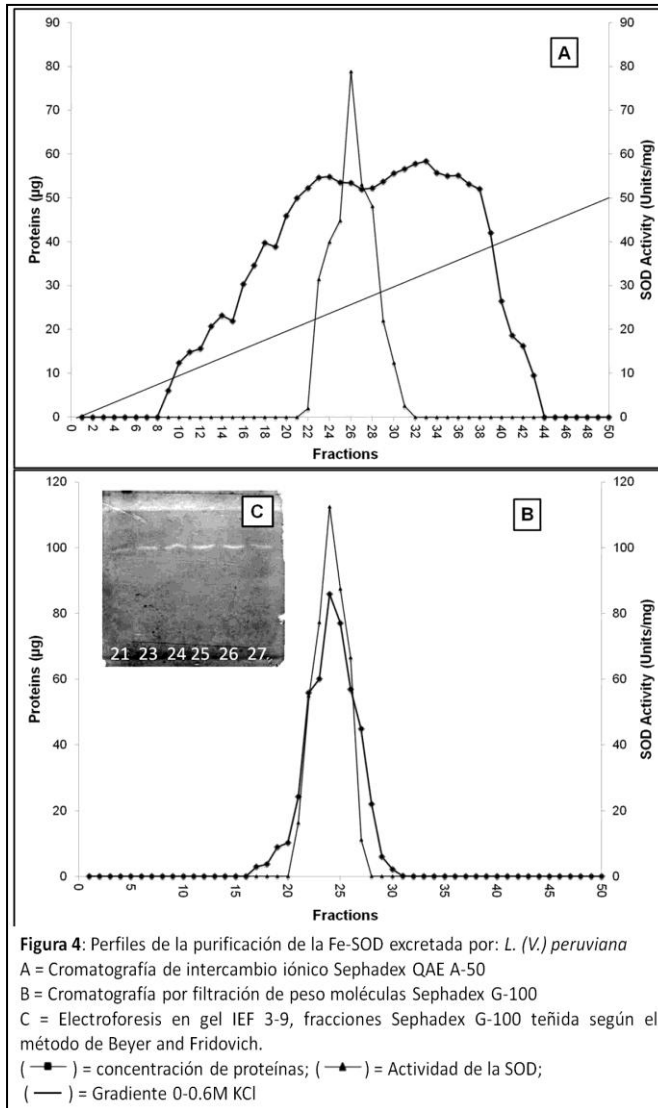 A
90
80
70
60
50
40
30
20
10
0
Proteins (µg)
90
80
70
60
50
40
30
20
10
0
SOD Activity (Units/mg)
2 4 6 8 10 12 14 16 18 20 22 24 26 28 30 32 34 36 38 40 42 44 46 48 50
Fractions
C
B
120
100
80
60
40
20
0
Proteins (µg)
120
100
80
60
40
20
0
SOD Activity (Units/mg)
21 23 24 25 26 27
0 5 10 15 20 25 30 35 40 45 50
Fractions
Figura 4: Perfiles de la purificación de la Fe-SOD excretada por: L. (V.) peruviana
A = Cromatografía de intercambio iónico Sephadex QAE A-50
B = Cromatografía por filtración de peso moléculas Sephadex G-100
C = Electroforesis en gel IEF 3-9, fracciones Sephadex G-100 teñida según el
método de Beyer and Fridovich.
( ) = concentración de proteínas; ( ) = Actividad de la SOD;
( ) = Gradiente 0-0.6M KCl